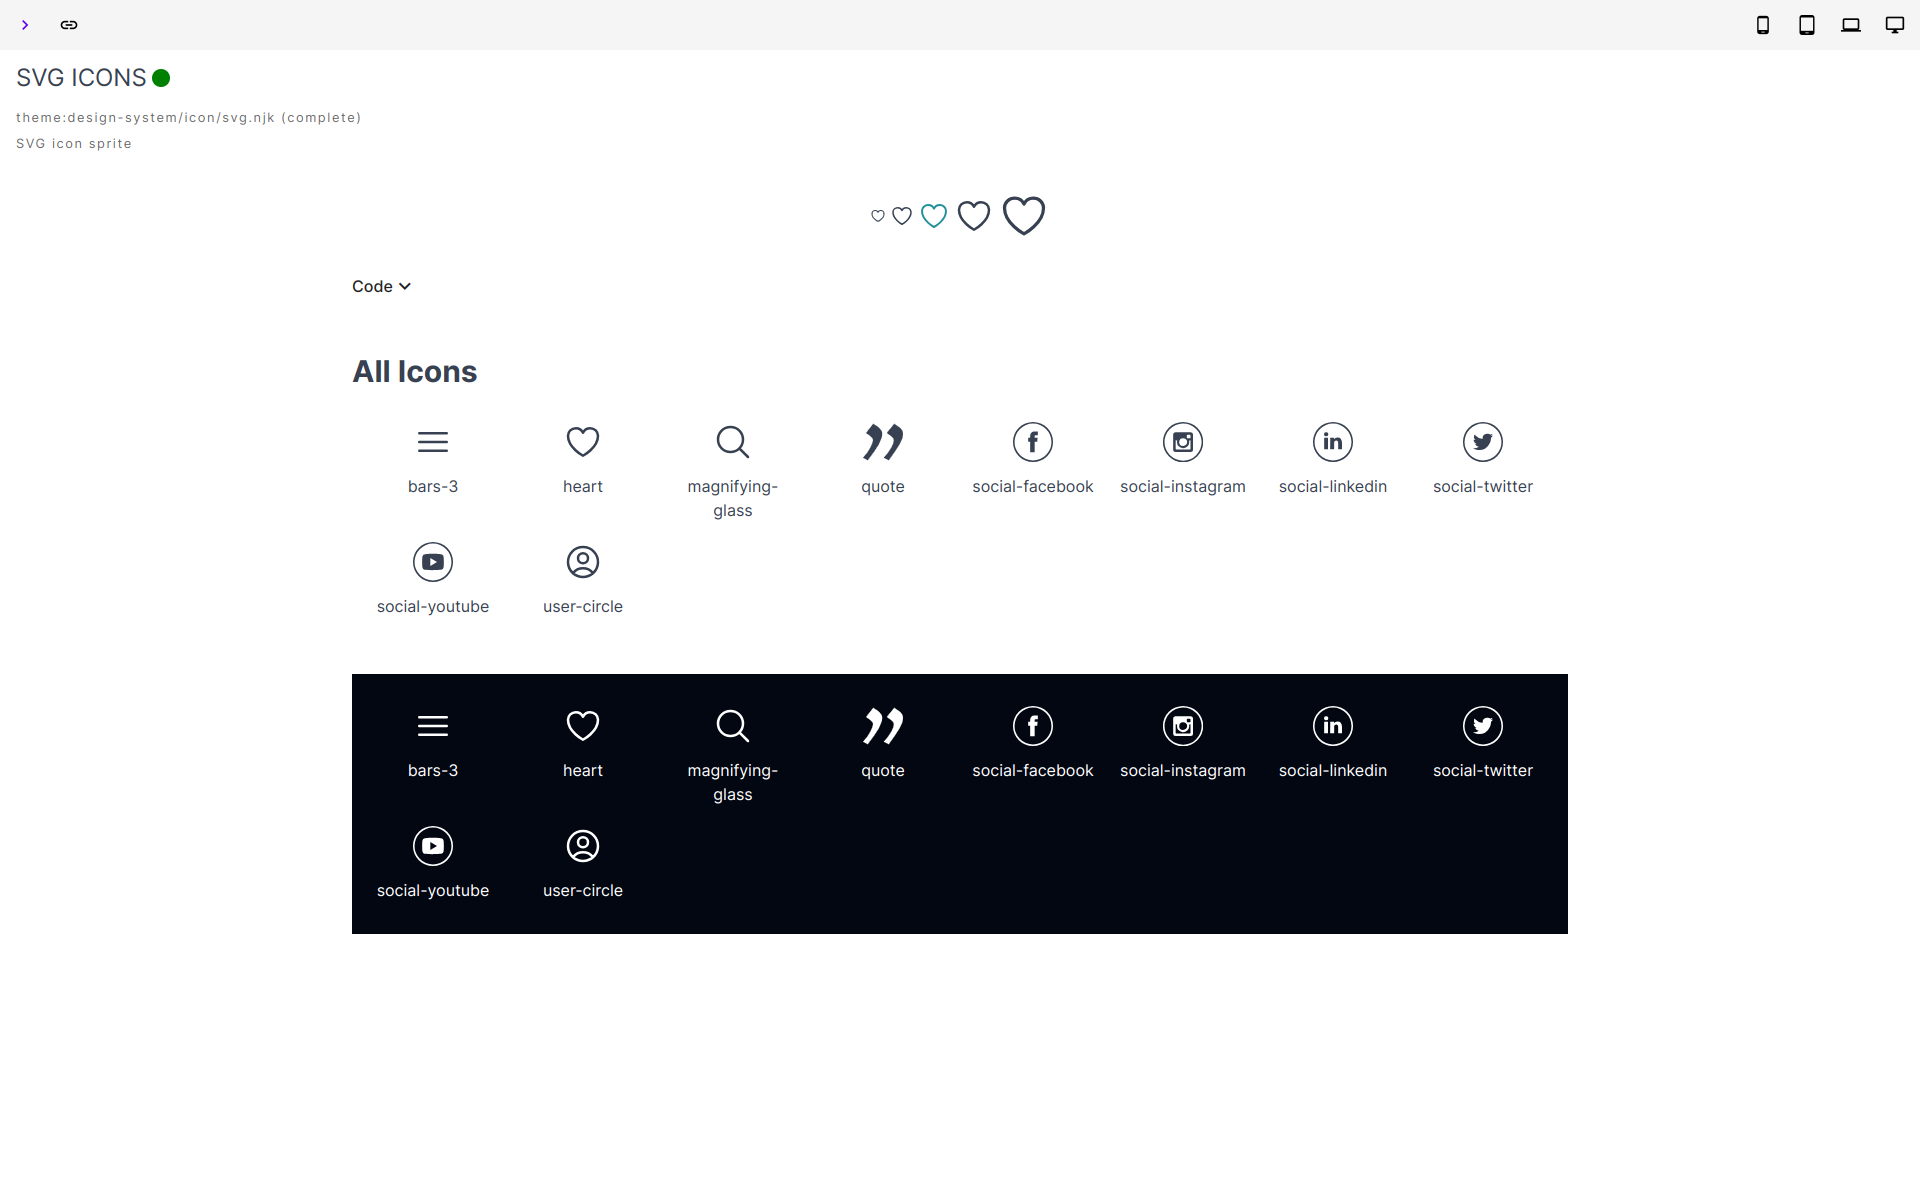 SVG ICONS
theme:design-system/icon/svg.njk (complete)
SVG icon sprite
Code
All Icons
bars-3 heart magnifying- quote social-facebook social-instagram social-linkedin social-twitter
glass
social-youtube user-circle
bars-3 heart magnifying- quote social-facebook social-instagram social-linkedin social-twitter
glass
social-youtube user-circle